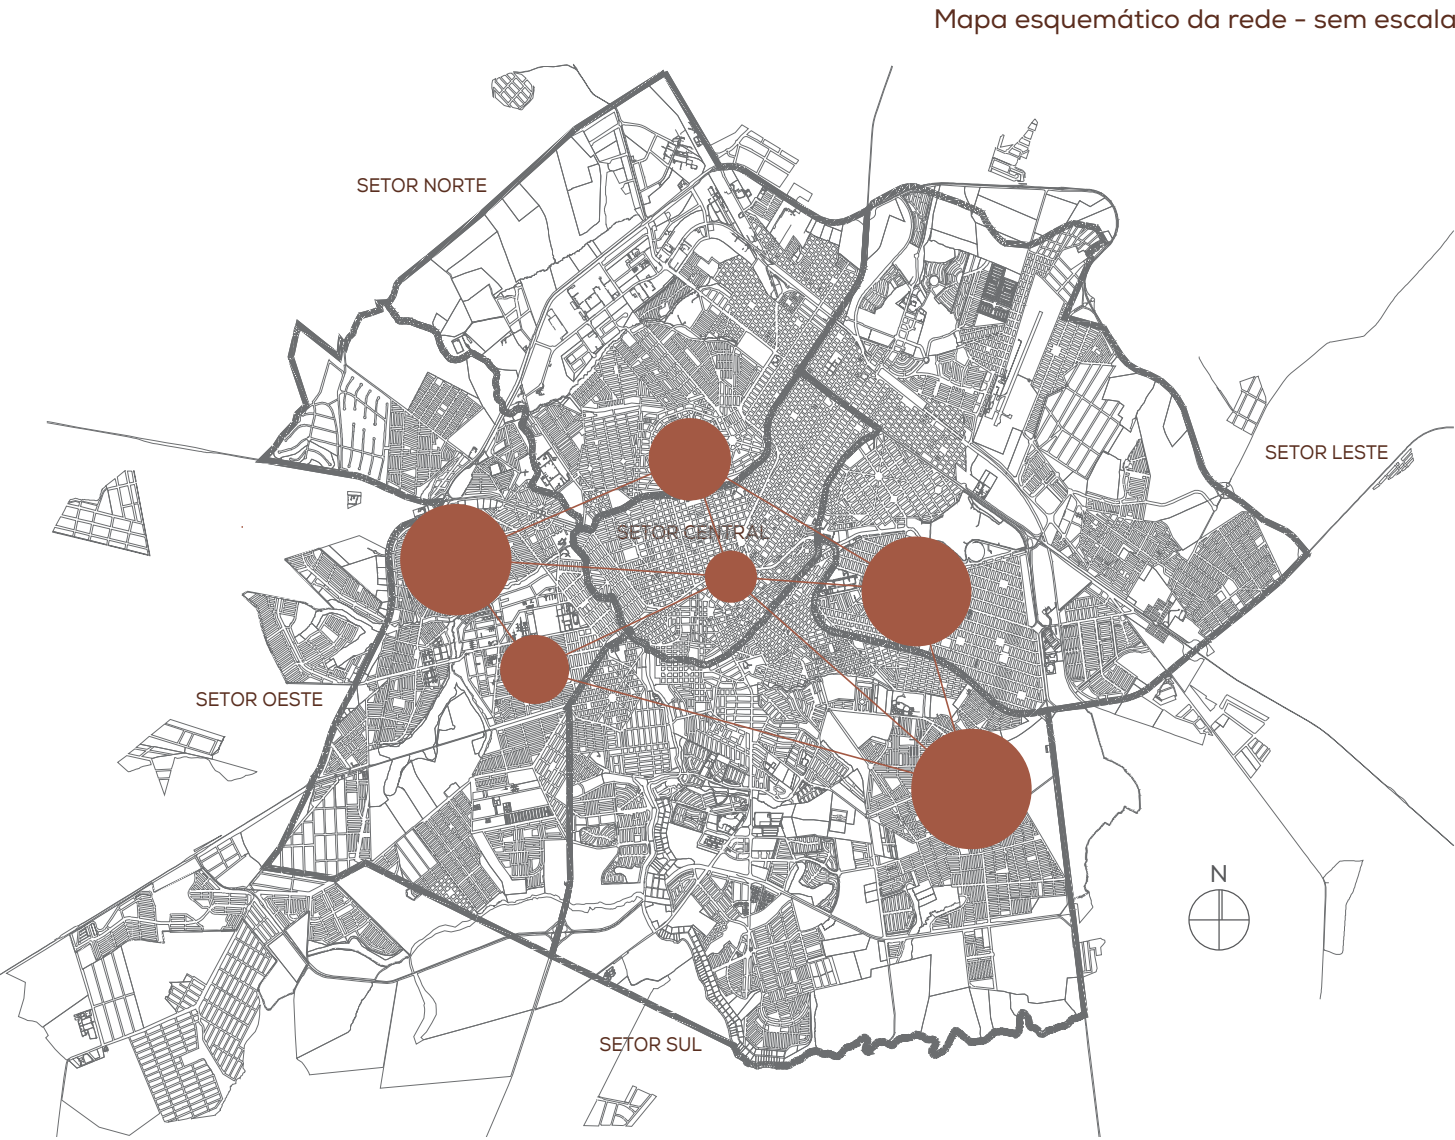 Mapa esquemático da rede - sem escala
SETOR NORTE
SETOR LESTE
SETOR CENTRAL
SETOR OESTE
N
SETOR SUL